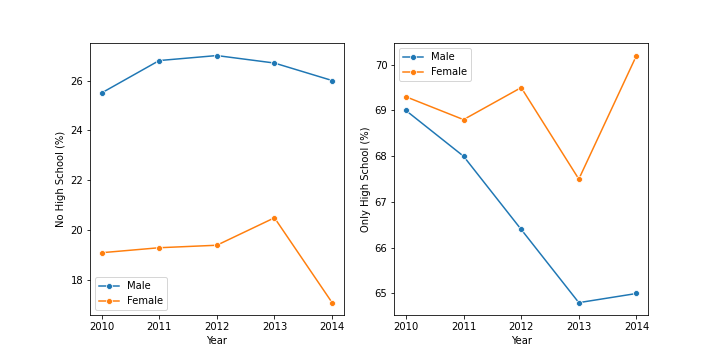 No High School (%)
26
24
22
20
18
Male
Female
2010 2011 2012 2013 2014
Year
Only High School (%)
70
69
68
67
66
65
Male
Female
2010 2011 2012 2013 2014
Year